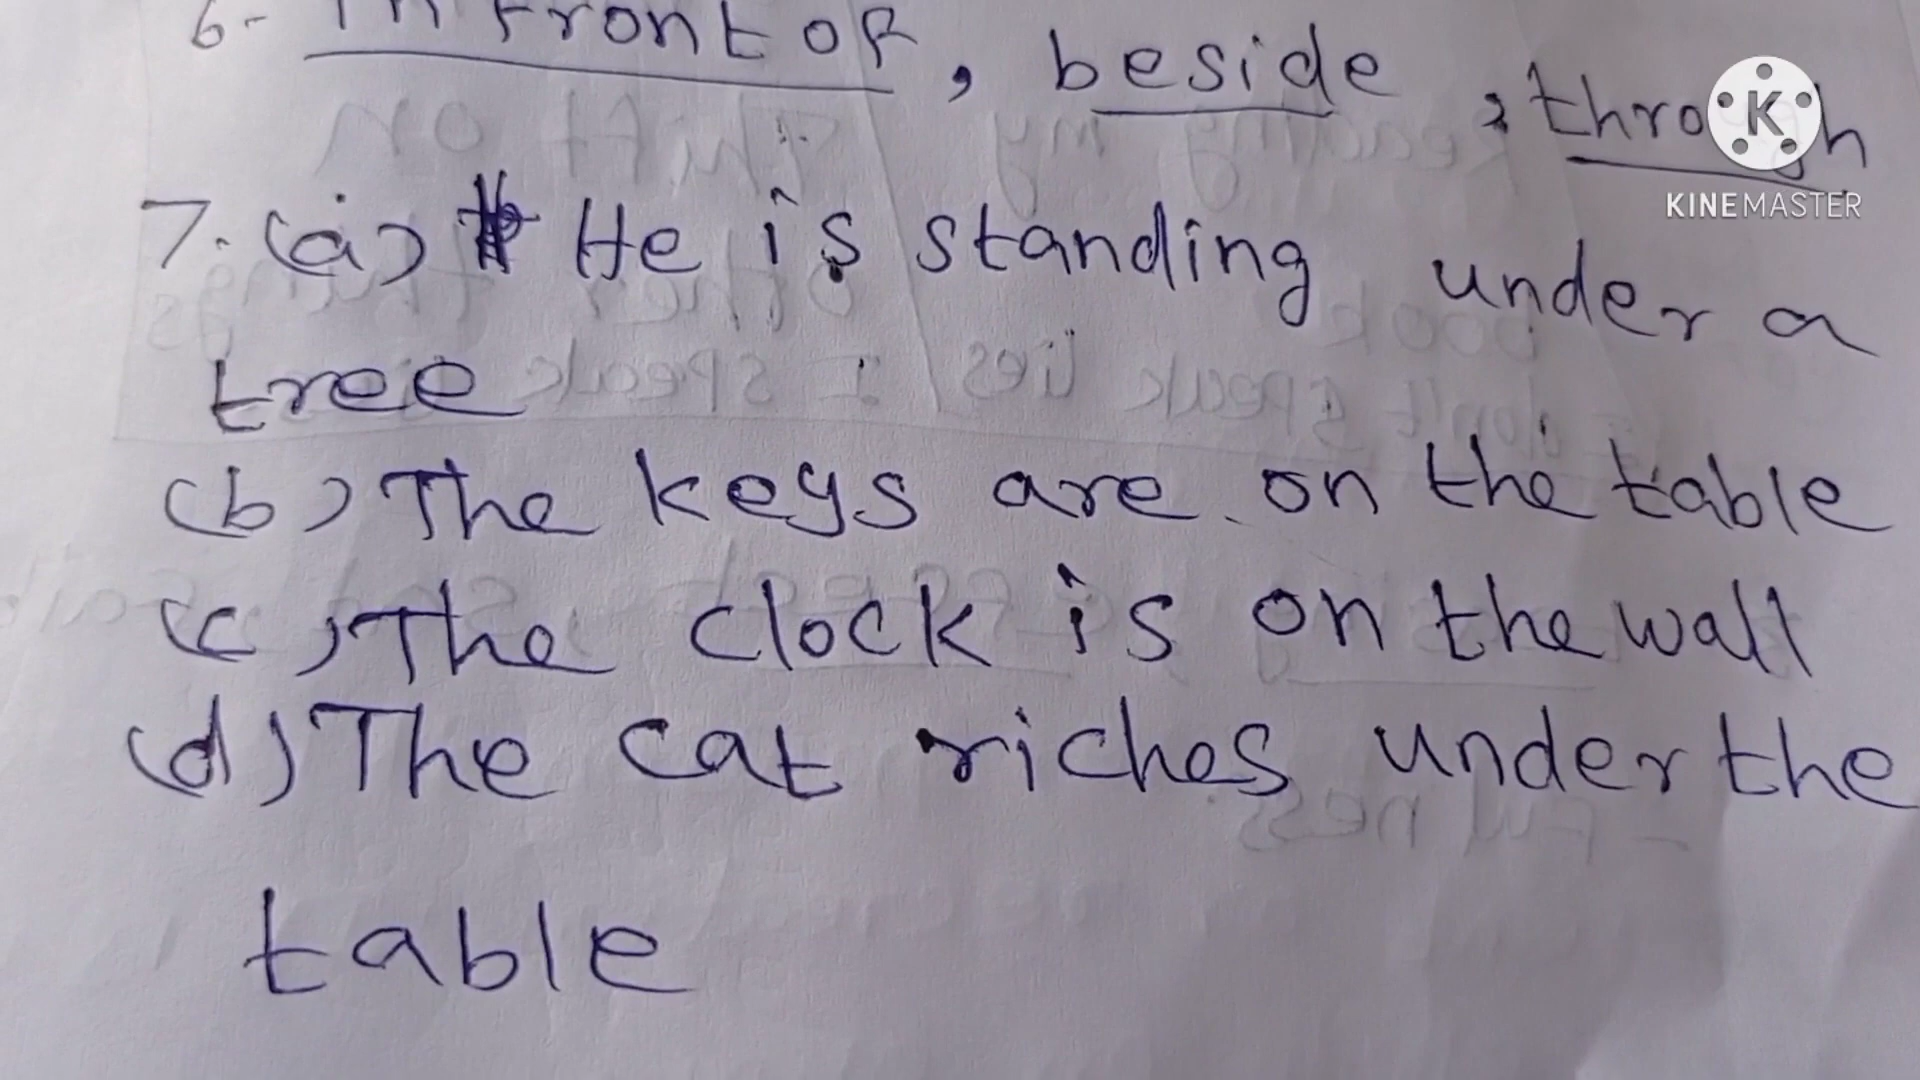 6- in front of, beside, through
7. (a) He is standing under a
tree
(b) The keys are on the table
(c) The clock is on the wall
(d) The cat riches under the
table
KINEMASTER